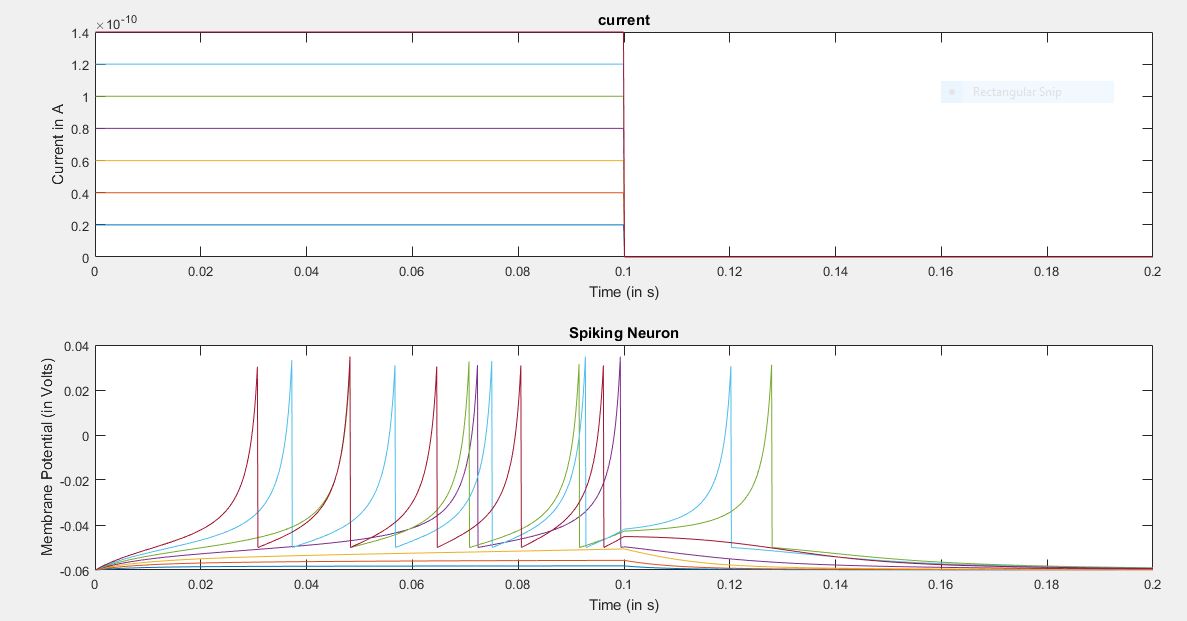 current
×10⁻¹⁰
1.4
1.2
1
0.8
0.6
0.4
0.2
0
Current in A
Rectangular Snip
0 0.02 0.04 0.06 0.08 0.1 0.12 0.14 0.16 0.18 0.2
Time (in s)
Spiking Neuron
0.04
0.02
0
-0.02
-0.04
-0.06
Membrane Potential (in Volts)
0 0.02 0.04 0.06 0.08 0.1 0.12 0.14 0.16 0.18 0.2
Time (in s)